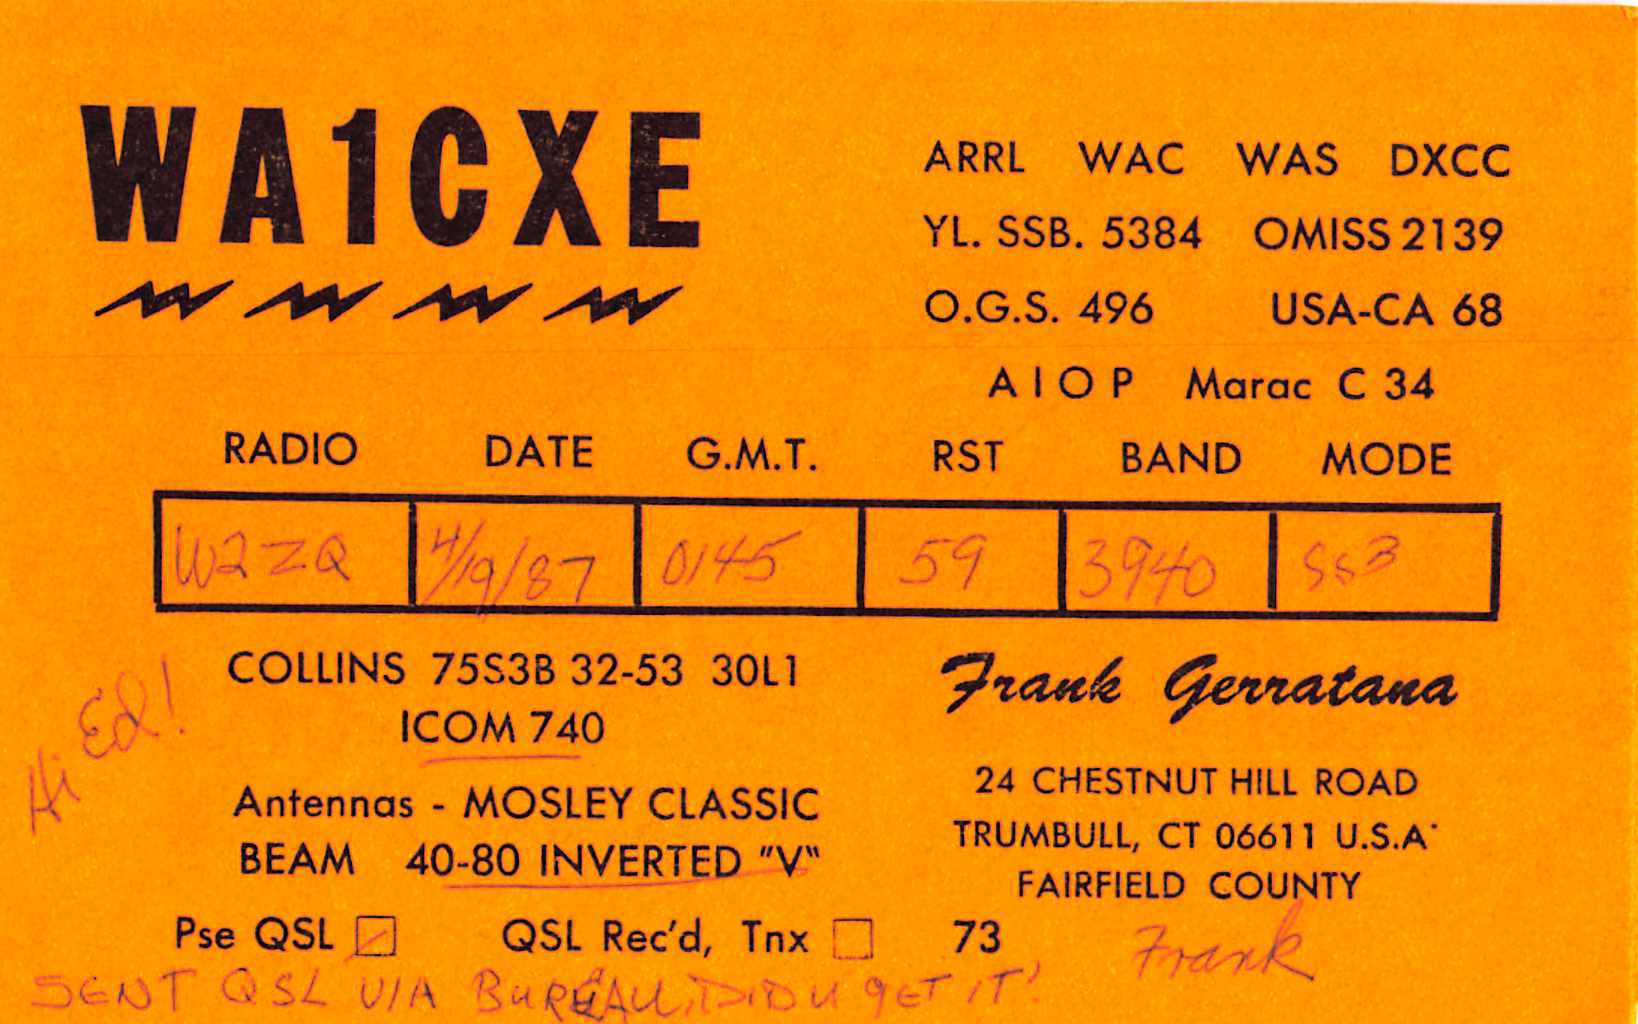 WA1CXE
ARRL WAC WAS DXCC
YL. SSB. 5384 OMISS 2139
O.G.S. 496 USA-CA 68
A I O P Marac C 34
RADIO DATE G.M.T. RST BAND MODE
W2ZQ 4/19/87 0145 59 3940 SSB
COLLINS 75S3B 32-53 30L1
ICOM 740
Hi Ed!
Antennas - MOSLEY CLASSIC
BEAM 40-80 INVERTED "V"
Frank Gerratana
24 CHESTNUT HILL ROAD
TRUMBULL, CT 06611 U.S.A.
FAIRFIELD COUNTY
Pse QSL QSL Rec'd, Tnx 73 Frank
SENT QSL VIA BUREAU, DID U GET IT!